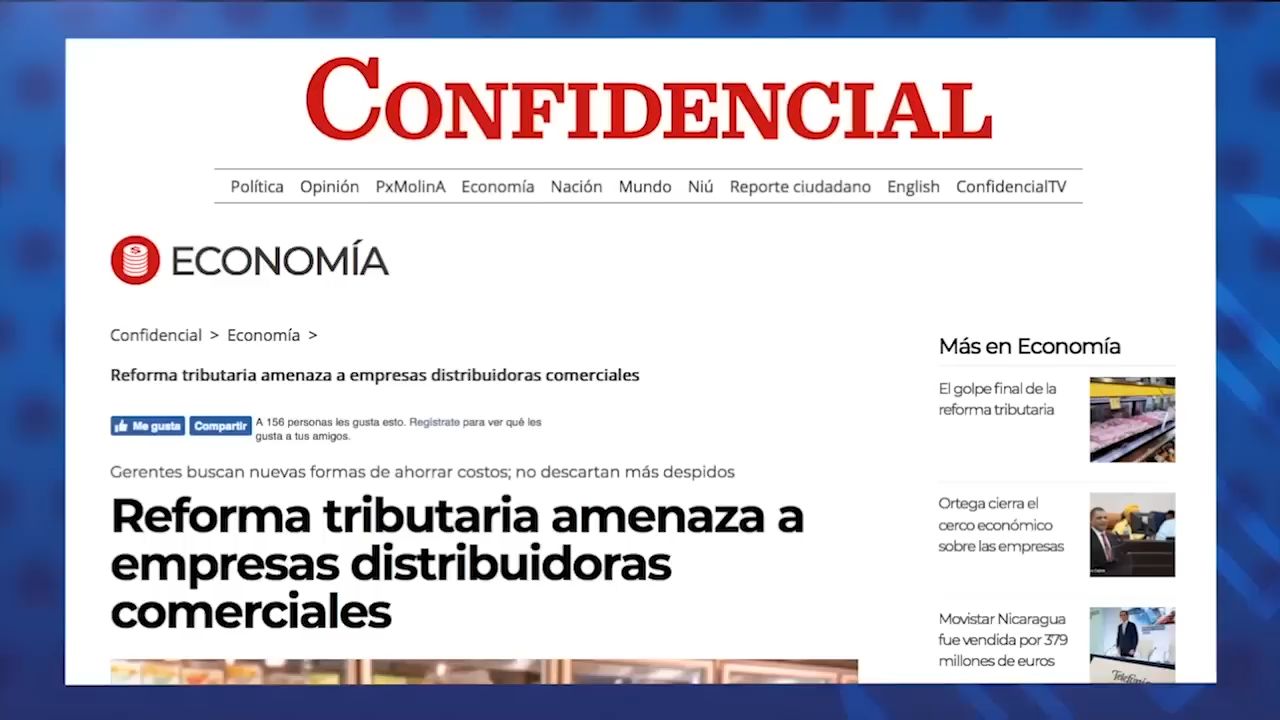 CONFIDENCIAL
Política Opinión PxMolinA Economía Nación Mundo Niú Reporte ciudadano English ConfidencialTV
ECONOMÍA
Confidencial > Economía >
Reforma tributaria amenaza a empresas distribuidoras comerciales
Me gusta Compartir A 156 personas les gusta esto. Regístrate para ver qué les
gusta a tus amigos.
Gerentes buscan nuevas formas de ahorrar costos; no descartan más despidos
Reforma tributaria amenaza a
empresas distribuidoras
comerciales
Más en Economía
El golpe final de la
reforma tributaria
Ortega cierra el
cerco económico
sobre las empresas
Movistar Nicaragua
fue vendida por 379
millones de euros